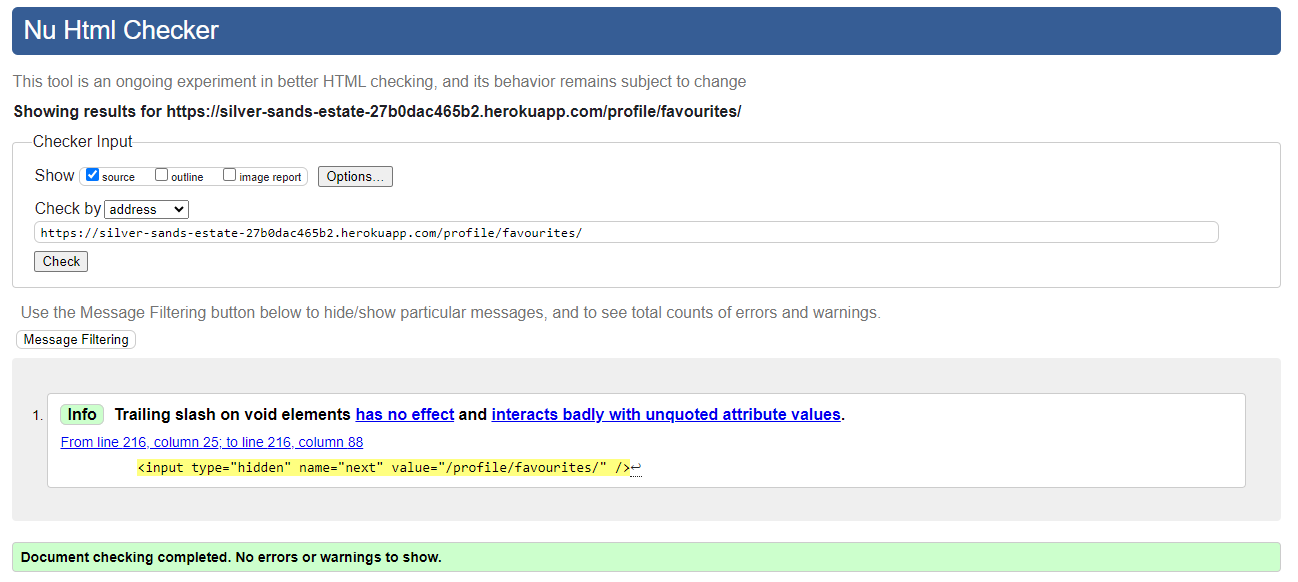 Nu Html Checker
This tool is an ongoing experiment in better HTML checking, and its behavior remains subject to change
Showing results for https://silver-sands-estate-27b0dac465b2.herokuapp.com/profile/favourites/
Checker Input
Show source outline image report Options...
Check by address
https://silver-sands-estate-27b0dac465b2.herokuapp.com/profile/favourites/
Check
Use the Message Filtering button below to hide/show particular messages, and to see total counts of errors and warnings.
Message Filtering
1. Info Trailing slash on void elements has no effect and interacts badly with unquoted attribute values.
From line 216, column 25; to line 216, column 88
<input type="hidden" name="next" value="/profile/favourites/" />↩
Document checking completed. No errors or warnings to show.